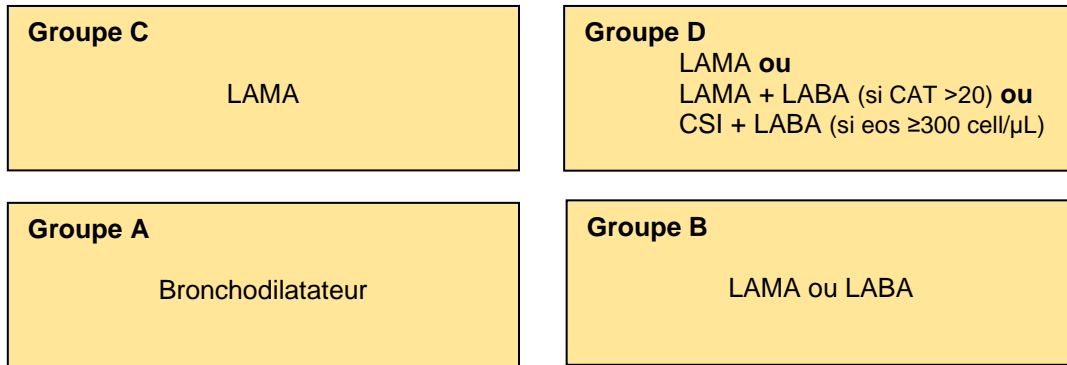 Groupe C
LAMA
Groupe D
LAMA ou
LAMA + LABA (si CAT >20) ou
CSI + LABA (si eos ≥300 cell/µL)
Groupe A
Bronchodilatateur
Groupe B
LAMA ou LABA